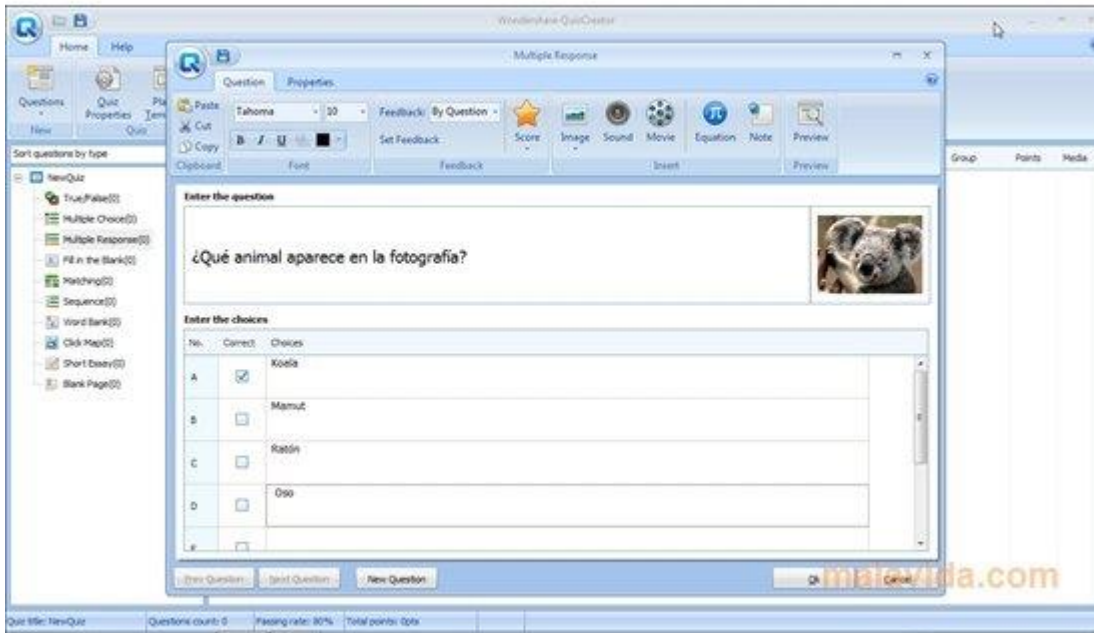 Wondershare QuizCreator
Home Help
Questions
Quiz Properties
New
Quiz
Sort questions by type
NewQuiz
True/False(0)
Multiple Choice(0)
Multiple Response(0)
Fill in the Blank(0)
Matching(0)
Sequence(0)
Word Bank(0)
Click Map(0)
Short Essay(0)
Blank Page(0)
Group Points Media
Multiple Response
Question Properties
Paste
Cut
Copy
Clipboard
Tahoma 10
B I U
Font
Feedback: By Question
Set Feedback
Feedback
Score
Image Sound Movie Equation Note
Insert
Preview
Preview
Enter the question
¿Qué animal aparece en la fotografía?
Enter the choices
No. Correct Choices
A Koala
B Mamut
C Ratón
D Oso
Prev Question Next Question New Question Ok Cancel
malavida.com
Quiz title: NewQuiz Questions count: 0 Passing rate: 80% Total points: 0pts